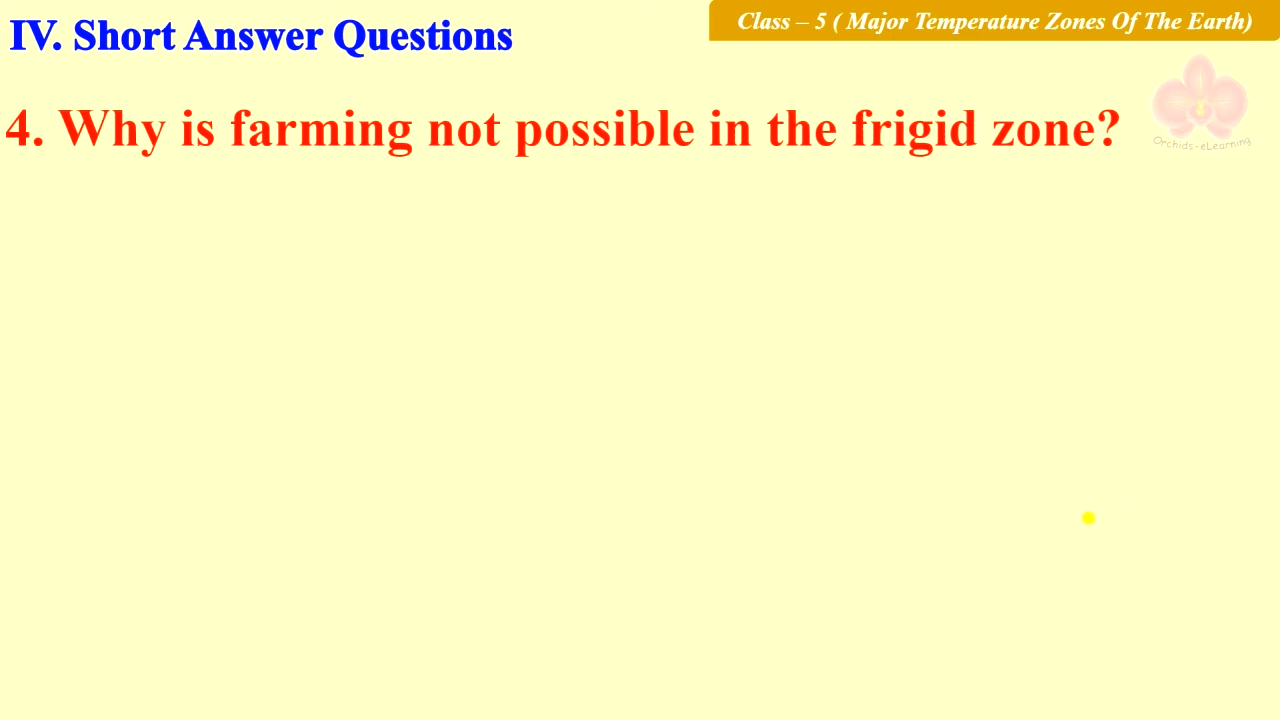 IV. Short Answer Questions
Class – 5 ( Major Temperature Zones Of The Earth)
4. Why is farming not possible in the frigid zone?
Orchids-eLearning